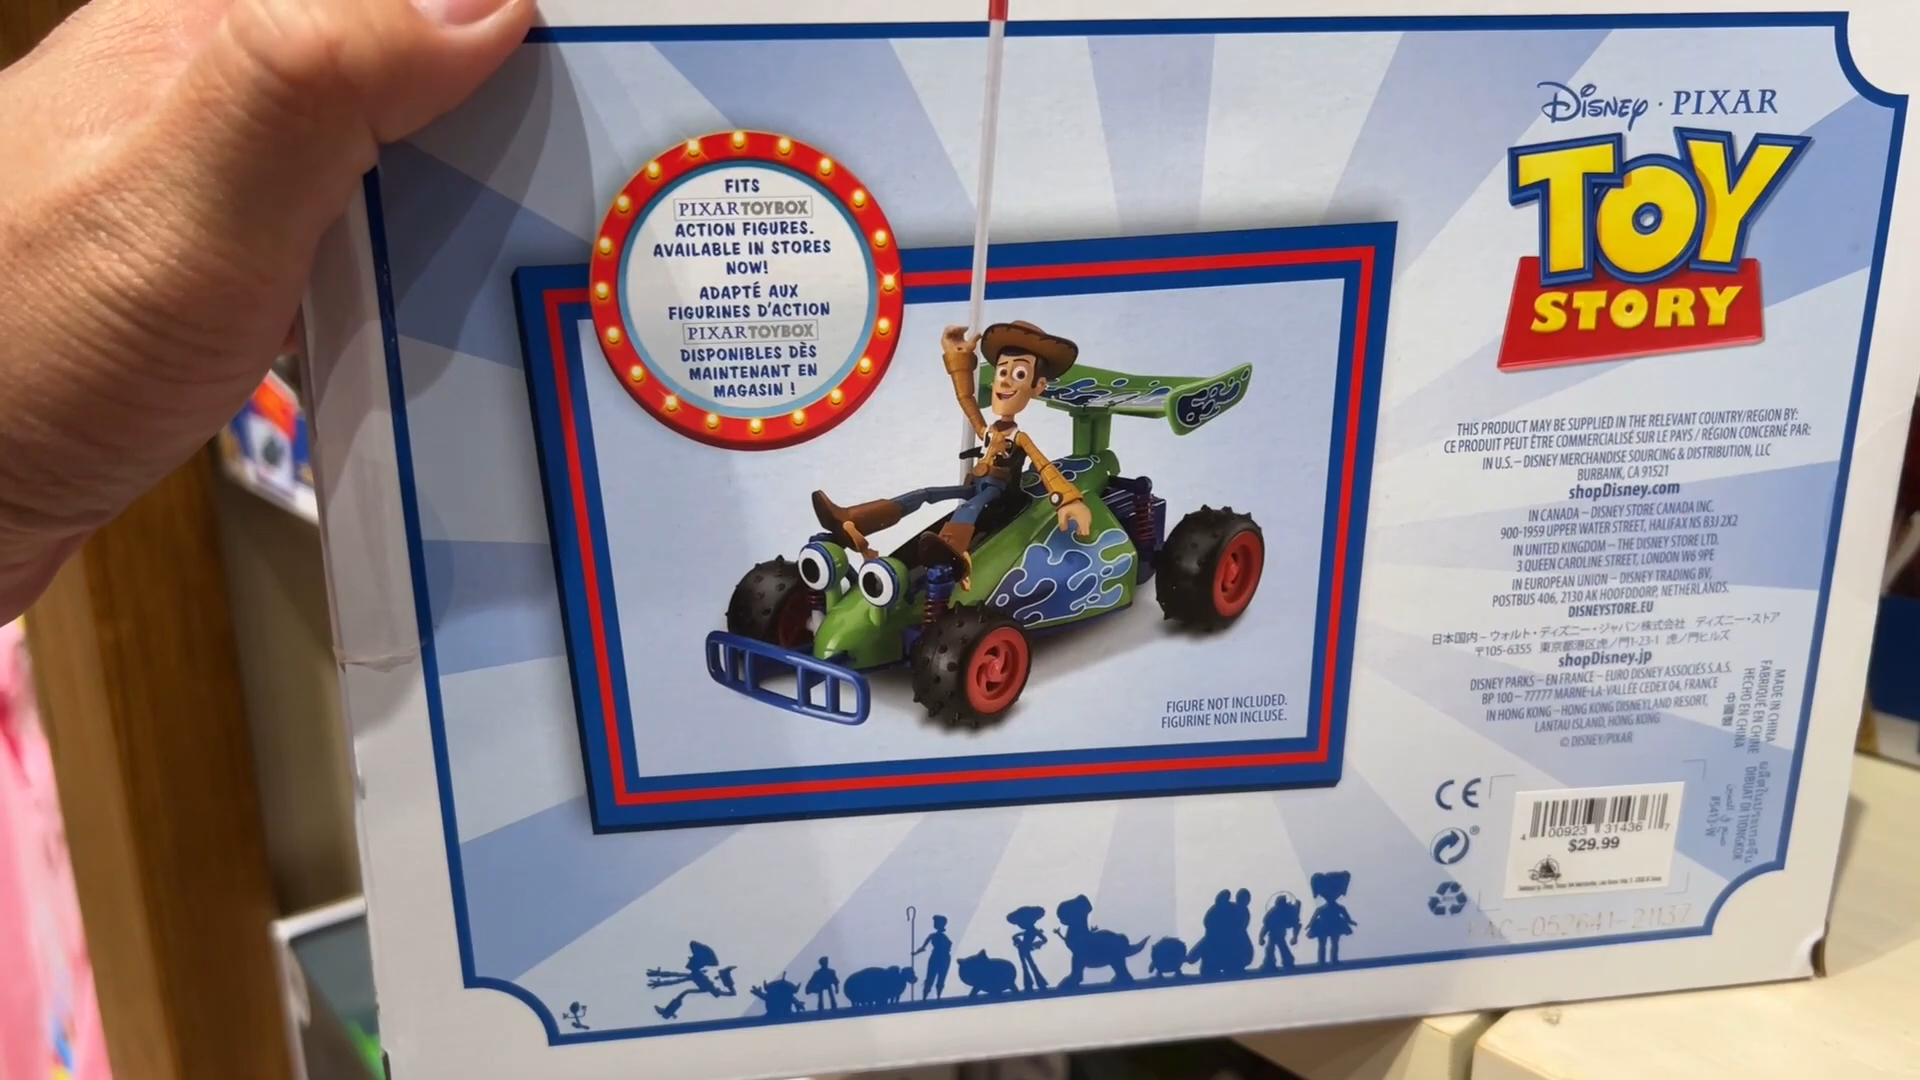 FITS
PIXAR TOYBOX
ACTION FIGURES.
AVAILABLE IN STORES
NOW!
ADAPTÉ AUX
FIGURINES D'ACTION
PIXAR TOYBOX
DISPONIBLES DÈS
MAINTENANT EN
MAGASIN !
FIGURE NOT INCLUDED.
FIGURINE NON INCLUSE.
Disney · PIXAR
TOY
STORY
THIS PRODUCT MAY BE SUPPLIED IN THE RELEVANT COUNTRY/REGION BY:
CE PRODUIT PEUT ÊTRE COMMERCIALISÉ SUR LE PAYS / RÉGION CONCERNÉ PAR:
IN U.S. – DISNEY MERCHANDISE SOURCING & DISTRIBUTION, LLC
BURBANK, CA 91521
shopDisney.com
IN CANADA – DISNEY STORE CANADA INC.
900-1959 UPPER WATER STREET, HALIFAX NS B3J 2X2
IN UNITED KINGDOM – THE DISNEY STORE LTD.
3 QUEEN CAROLINE STREET, LONDON W6 9PE
IN EUROPEAN UNION – DISNEY TRADING BV,
POSTBUS 406, 2130 AK HOOFDDORP, NETHERLANDS.
DISNEYSTORE.EU
日本国内 – ウォルト・ディズニー・ジャパン株式会社 ディズニー・ストア
〒105-6355 東京都港区虎ノ門1-23-1 虎ノ門ヒルズ
shopDisney.jp
DISNEY PARKS – EN FRANCE – EURO DISNEY ASSOCIÉS S.A.S.
BP 100 – 77777 MARNE-LA-VALLÉE CEDEX 04, FRANCE
IN HONG KONG – HONG KONG DISNEYLAND RESORT,
LANTAU ISLAND, HONG KONG
© DISNEY/PIXAR
MADE IN CHINA
FABRIQUÉ EN CHINE
HECHO EN CHINA
中國製
DIBUAT DI TIONGKOK
CE
4 00923 31436 7
$29.99
Disney